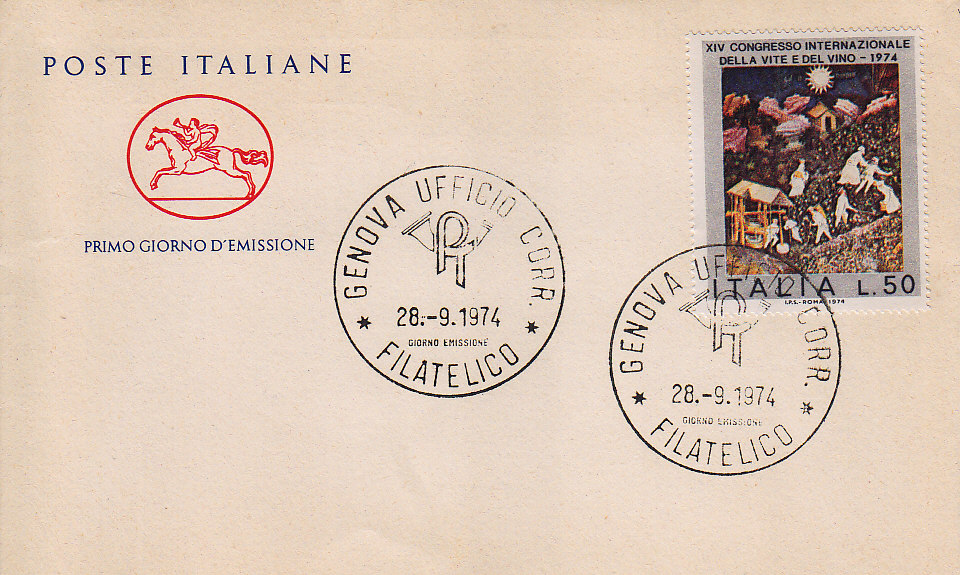 POSTE ITALIANE
PRIMO GIORNO D'EMISSIONE
GENOVA UFFICIO CORR.
28.-9.1974
GIORNO EMISSIONE
FILATELICO
XIV CONGRESSO INTERNAZIONALE
DELLA VITE E DEL VINO - 1974
ITALIA L.50
I.P.S.-ROMA-1974
GENOVA UFFICIO CORR.
28.-9.1974
GIORNO EMISSIONE
FILATELICO